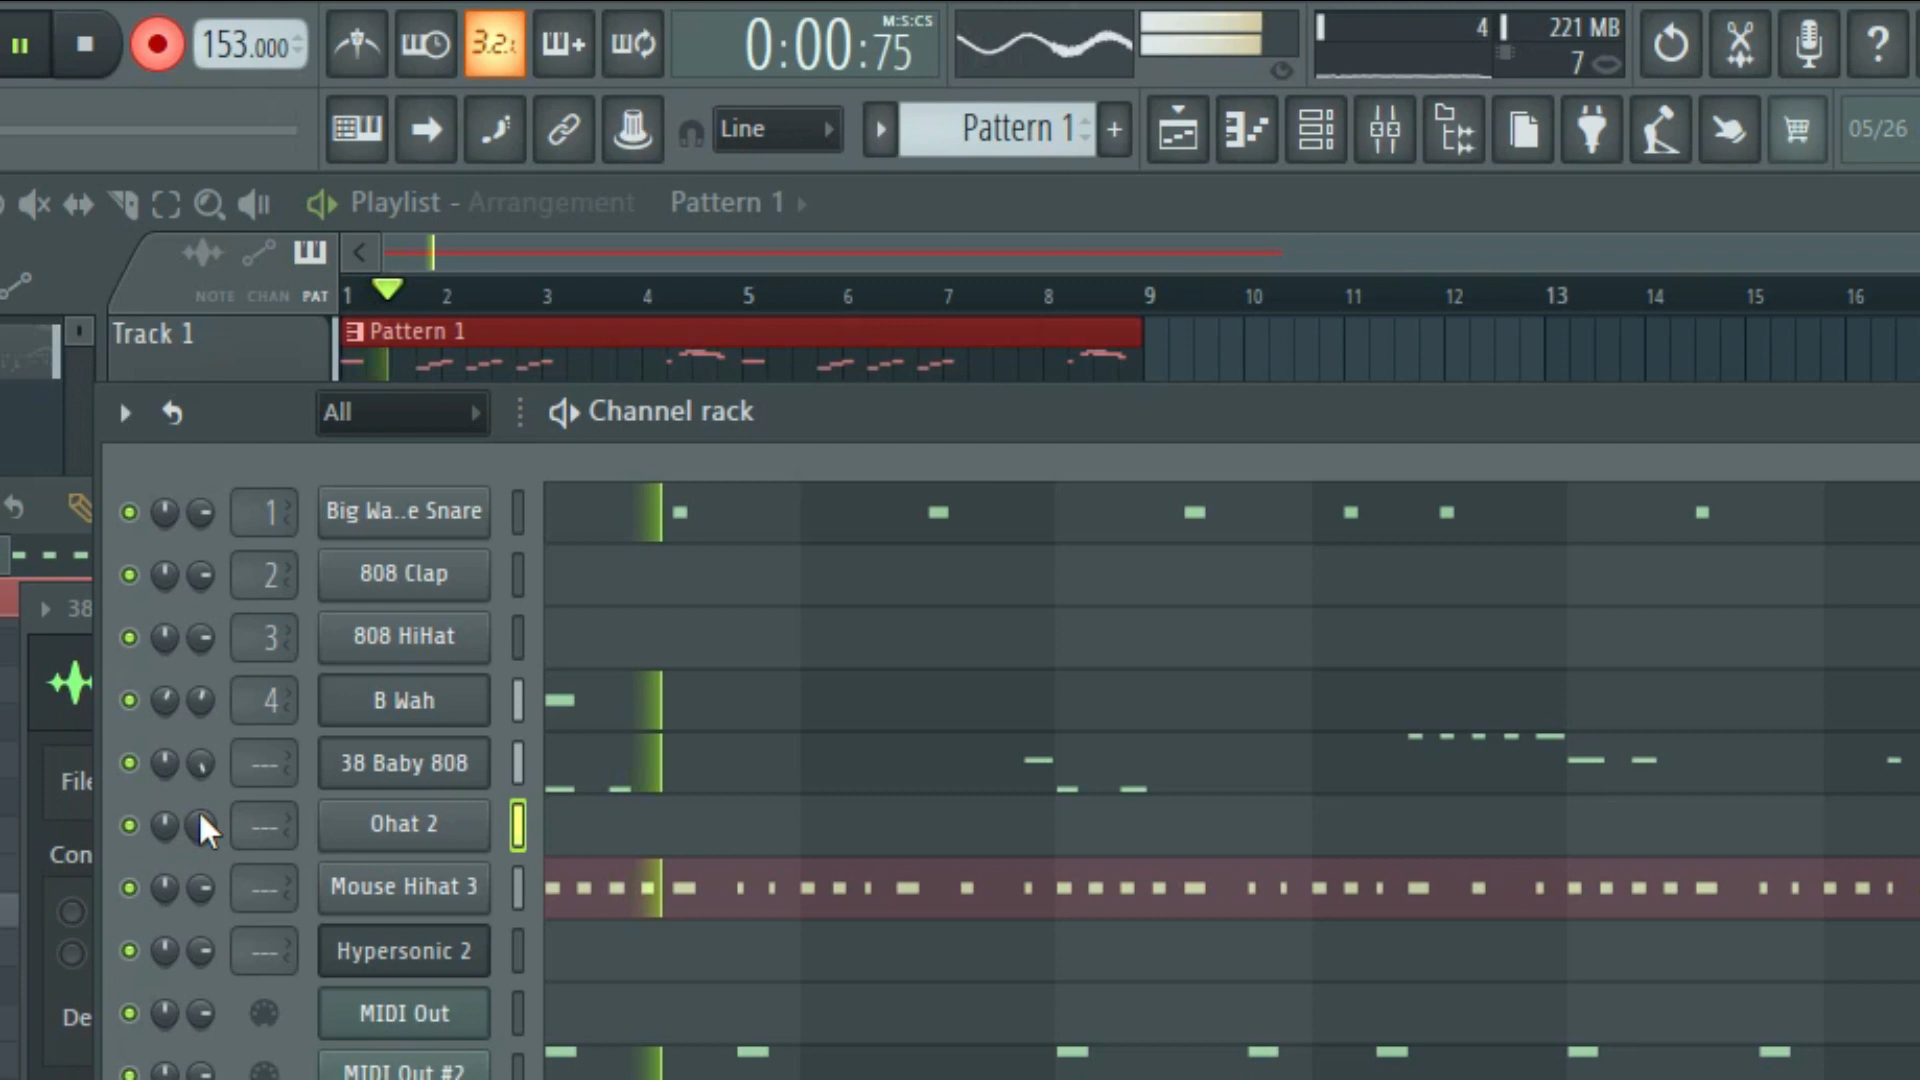 153.000
3.2.
0:00:75
M:S:CS
4
221 MB
7
Line
Pattern 1
05/26
Playlist - Arrangement Pattern 1
NOTE CHAN PAT
1 2 3 4 5 6 7 8 9 10 11 12 13 14 15 16
Track 1
Pattern 1
All
Channel rack
1 Big Wa..e Snare
2 808 Clap
3 808 HiHat
4 B Wah
--- 38 Baby 808
--- Ohat 2
--- Mouse Hihat 3
--- Hypersonic 2
MIDI Out
MIDI Out #2
38
File
Con
De